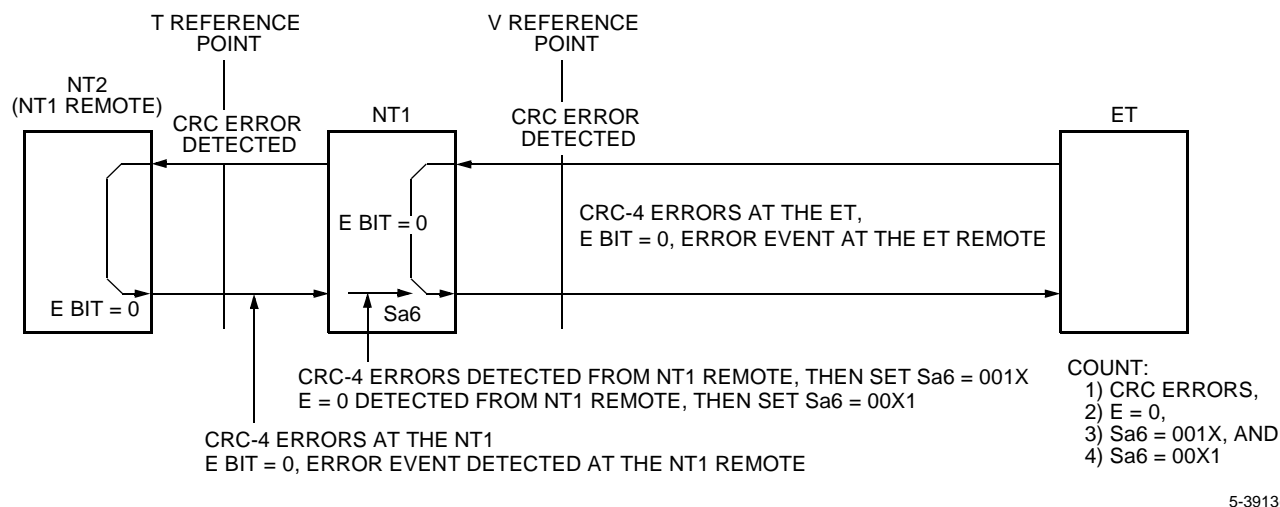 T REFERENCE
POINT
V REFERENCE
POINT
NT2
(NT1 REMOTE)
CRC ERROR
DETECTED
NT1
CRC ERROR
DETECTED
ET
E BIT = 0
CRC-4 ERRORS AT THE ET,
E BIT = 0, ERROR EVENT AT THE ET REMOTE
E BIT = 0
Sa6
CRC-4 ERRORS DETECTED FROM NT1 REMOTE, THEN SET Sa6 = 001X
E = 0 DETECTED FROM NT1 REMOTE, THEN SET Sa6 = 00X1
CRC-4 ERRORS AT THE NT1
E BIT = 0, ERROR EVENT DETECTED AT THE NT1 REMOTE
COUNT:
1) CRC ERRORS,
2) E = 0,
3) Sa6 = 001X, AND
4) Sa6 = 00X1
5-3913